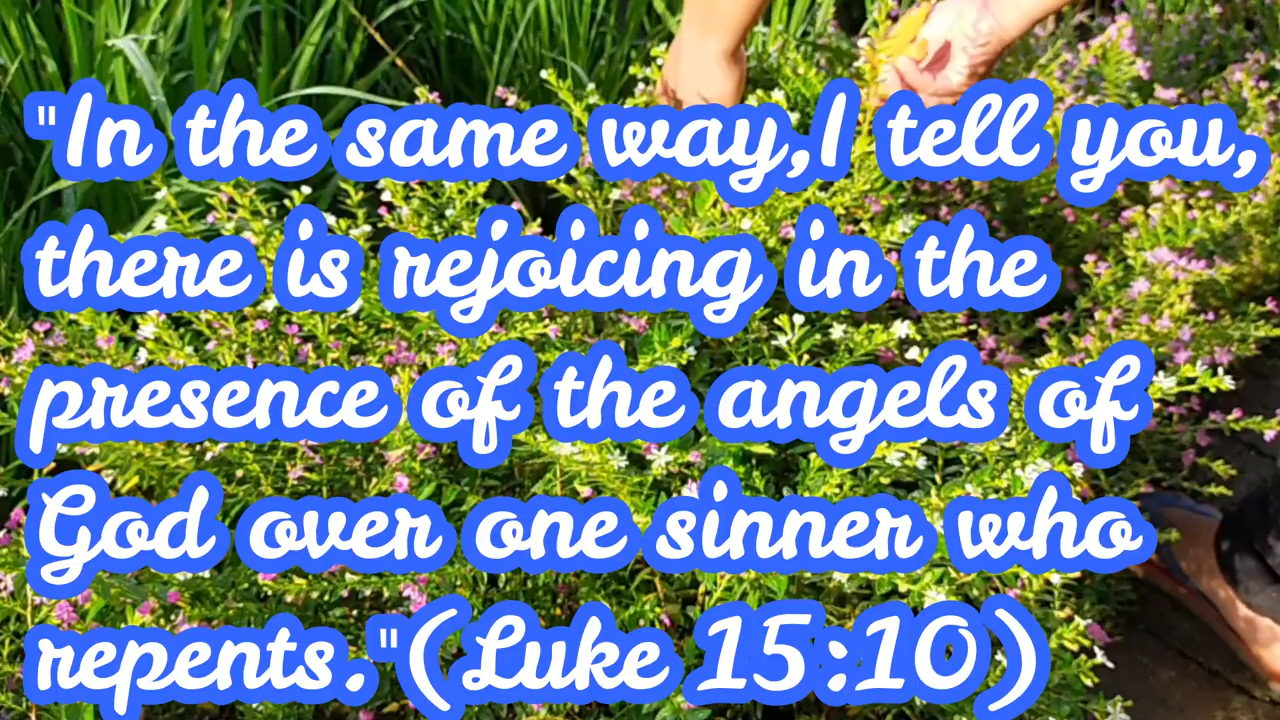 "In the same way,I tell you,
there is rejoicing in the
presence of the angels of
God over one sinner who
repents."(Luke 15:10)